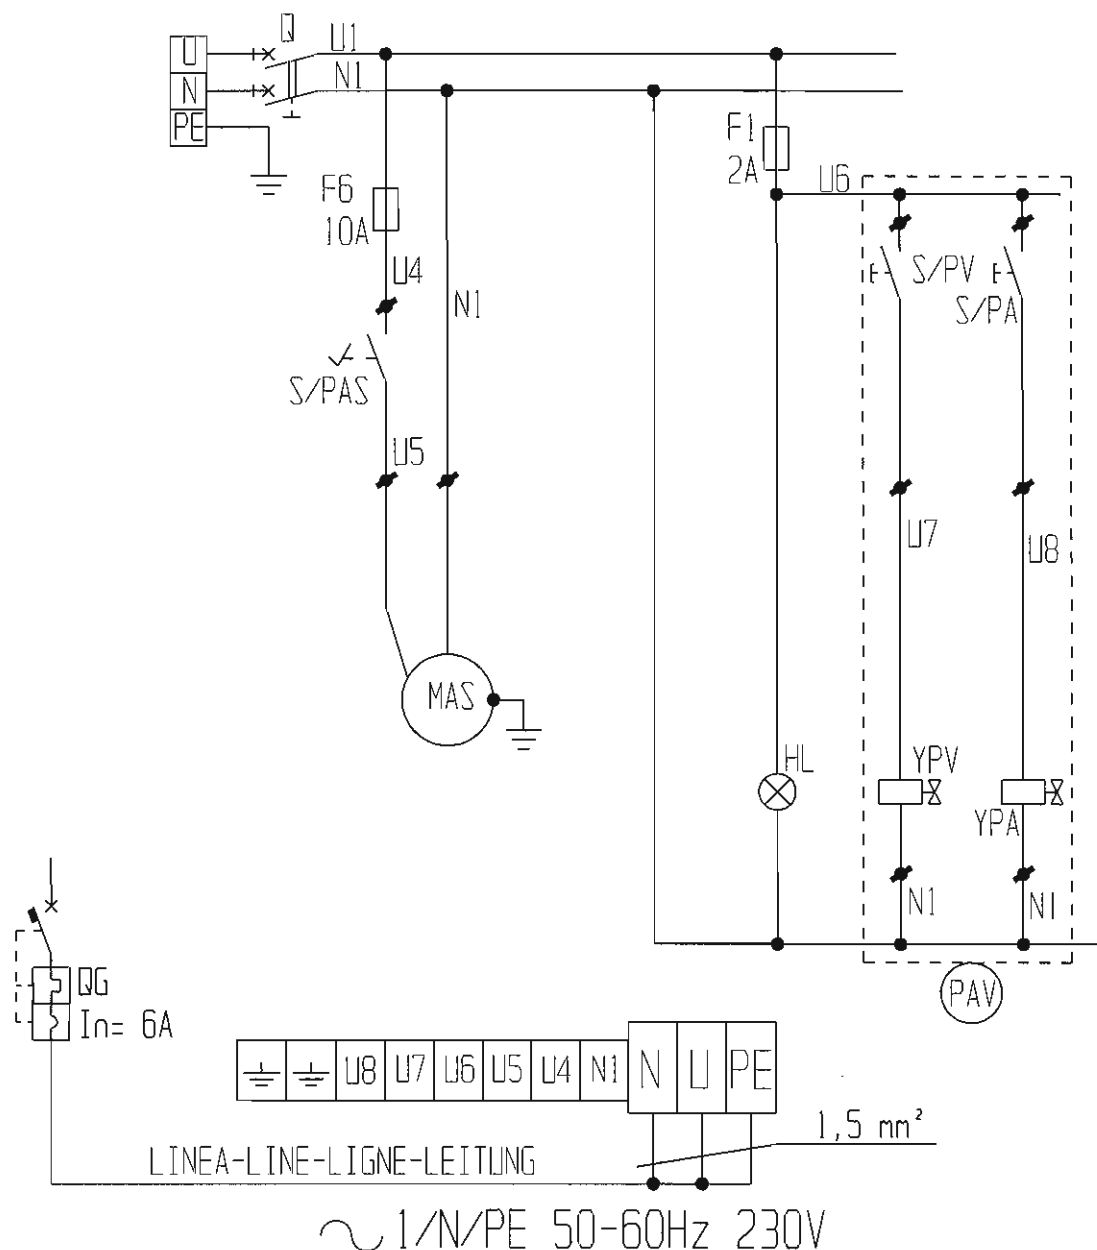 Q
U
U1
N
N1
PE
F1
2A
U6
F6
10A
U4
S/PV
S/PA
N1
S/PAS
U5
U7
U8
MAS
HL
YPV
YPA
N1
N1
QG
PAV
In= 6A
U8 U7 U6 U5 U4 N1 N U PE
1,5 mm²
LINEA-LINE-LIGNE-LEITUNG
1/N/PE 50-60Hz 230V